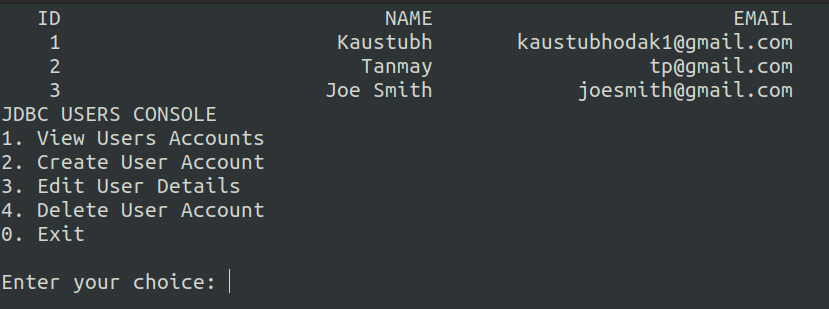 ID NAME EMAIL
1 Kaustubh kaustubhodak1@gmail.com
2 Tanmay tp@gmail.com
3 Joe Smith joesmith@gmail.com
JDBC USERS CONSOLE
1. View Users Accounts
2. Create User Account
3. Edit User Details
4. Delete User Account
0. Exit
Enter your choice: